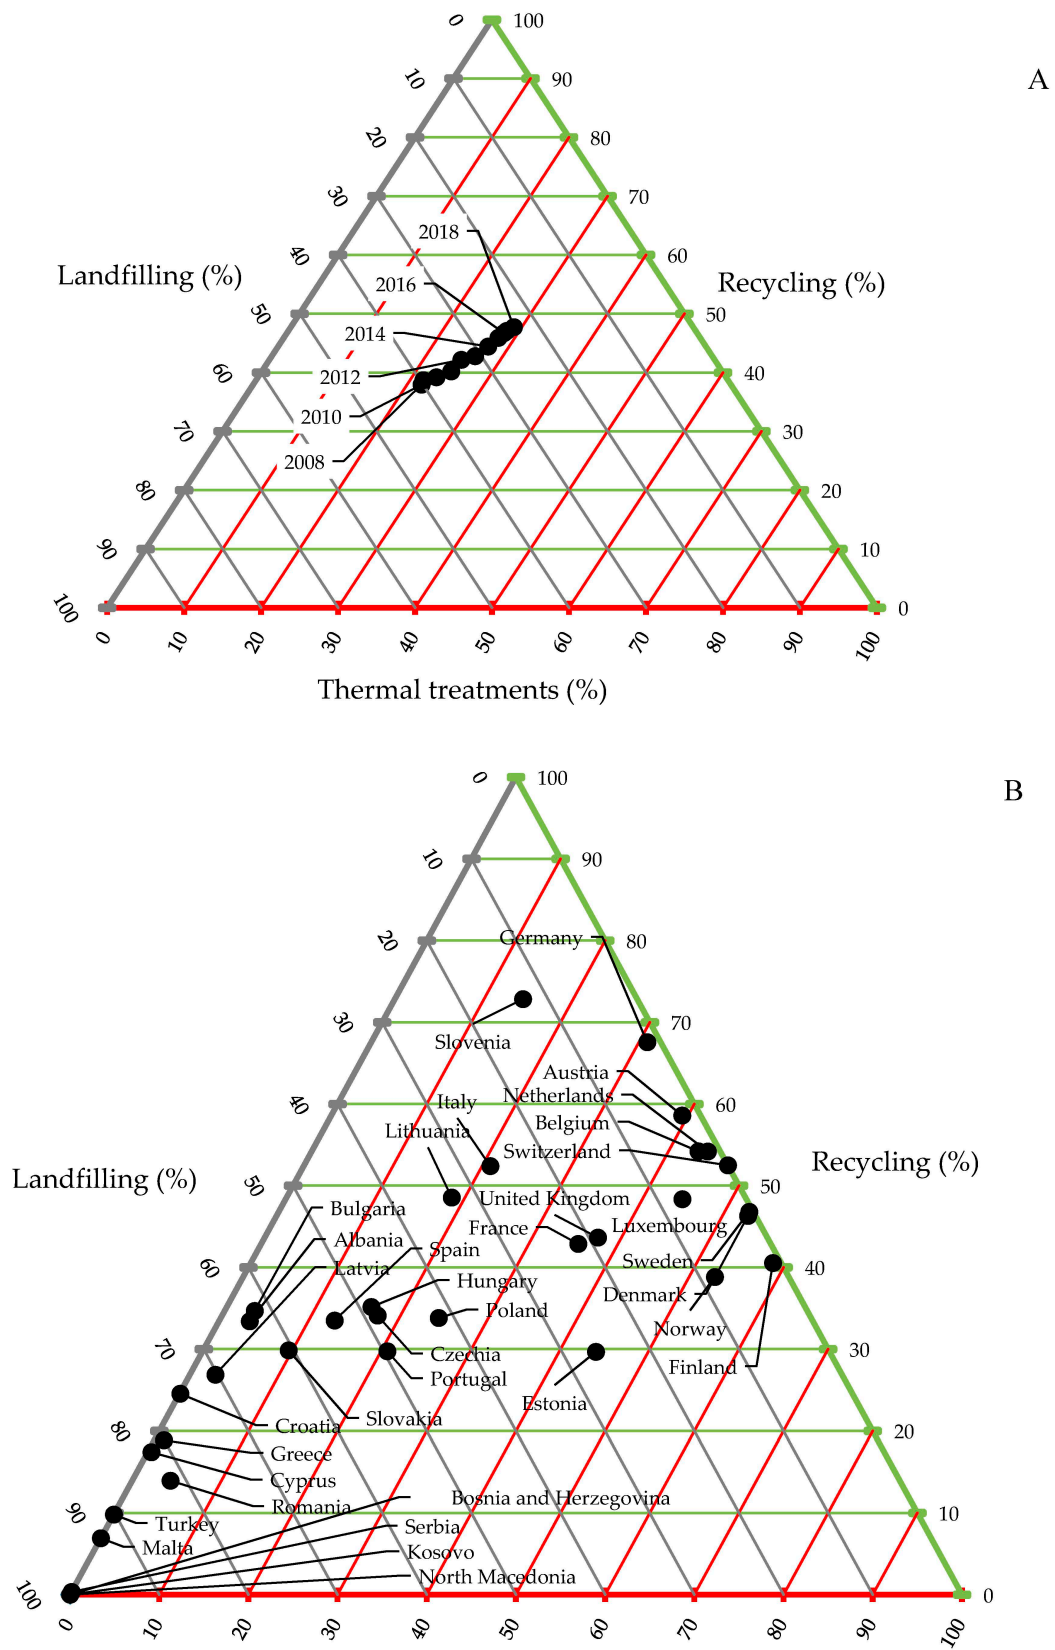 0 100
A
10 90
20 80
30 70
2018
40 60
Landfilling (%) Recycling (%)
2016
50 50
2014
60 2012 40
2010
70 30
2008
80 20
90 10
100 0
0 10 20 30 40 50 60 70 80 90 100
Thermal treatments (%)
0 100
B
10 90
20 Germany 80
30 70
Slovenia
Austria
Netherlands
40 Italy 60
Belgium
Lithuania
Switzerland
Landfilling (%) Recycling (%)
50 50
United Kingdom
Bulgaria
France Luxembourg
Albania
Spain
Sweden
60 Latvia 40
Hungary
Denmark
Poland
Norway
70 30
Czechia
Finland
Portugal
Estonia
Slovakia
Croatia
80 20
Greece
Cyprus
Bosnia and Herzegovina
Romania
90 10
Turkey
Serbia
Malta
Kosovo
North Macedonia
100 0
0 10 20 30 40 50 60 70 80 90 100